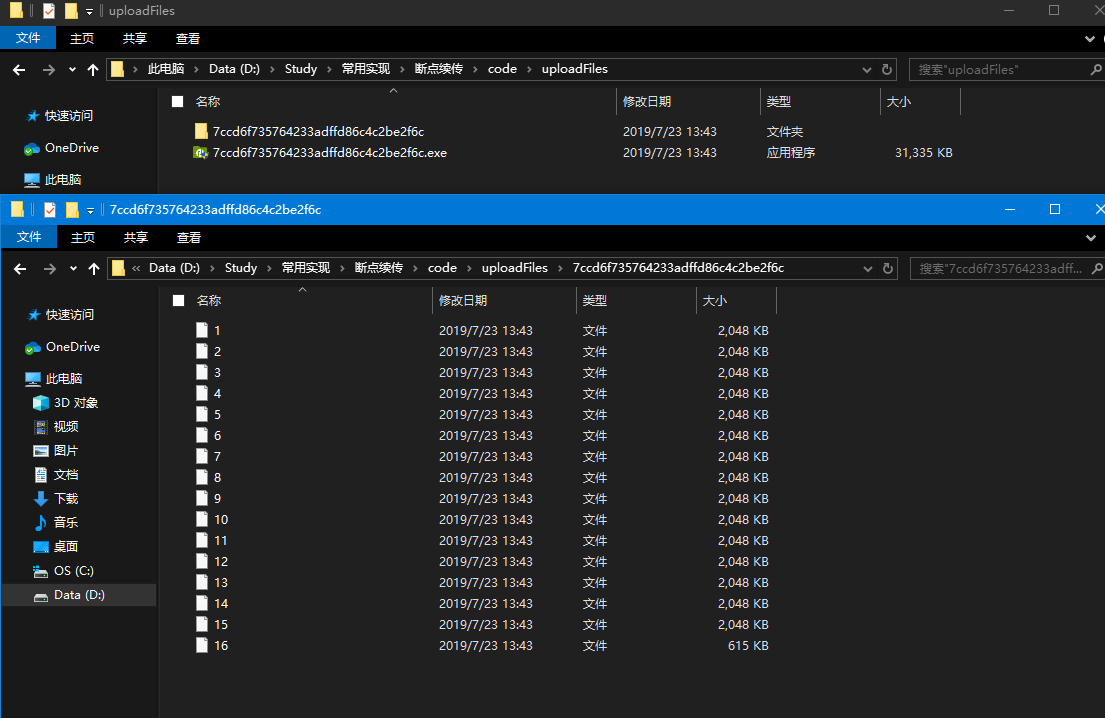 uploadFiles
文件 主页 共享 查看
此电脑 Data (D:) Study 常用实现 断点续传 code uploadFiles 搜索"uploadFiles"
快速访问
OneDrive
此电脑
名称 修改日期 类型 大小
7ccd6f735764233adffd86c4c2be2f6c 2019/7/23 13:43 文件夹
7ccd6f735764233adffd86c4c2be2f6c.exe 2019/7/23 13:43 应用程序 31,335 KB
7ccd6f735764233adffd86c4c2be2f6c
文件 主页 共享 查看
« Data (D:) Study 常用实现 断点续传 code uploadFiles 7ccd6f735764233adffd86c4c2be2f6c 搜索"7ccd6f735764233adff...
快速访问
OneDrive
此电脑
3D 对象
视频
图片
文档
下载
音乐
桌面
OS (C:)
Data (D:)
名称 修改日期 类型 大小
1 2019/7/23 13:43 文件 2,048 KB
2 2019/7/23 13:43 文件 2,048 KB
3 2019/7/23 13:43 文件 2,048 KB
4 2019/7/23 13:43 文件 2,048 KB
5 2019/7/23 13:43 文件 2,048 KB
6 2019/7/23 13:43 文件 2,048 KB
7 2019/7/23 13:43 文件 2,048 KB
8 2019/7/23 13:43 文件 2,048 KB
9 2019/7/23 13:43 文件 2,048 KB
10 2019/7/23 13:43 文件 2,048 KB
11 2019/7/23 13:43 文件 2,048 KB
12 2019/7/23 13:43 文件 2,048 KB
13 2019/7/23 13:43 文件 2,048 KB
14 2019/7/23 13:43 文件 2,048 KB
15 2019/7/23 13:43 文件 2,048 KB
16 2019/7/23 13:43 文件 615 KB